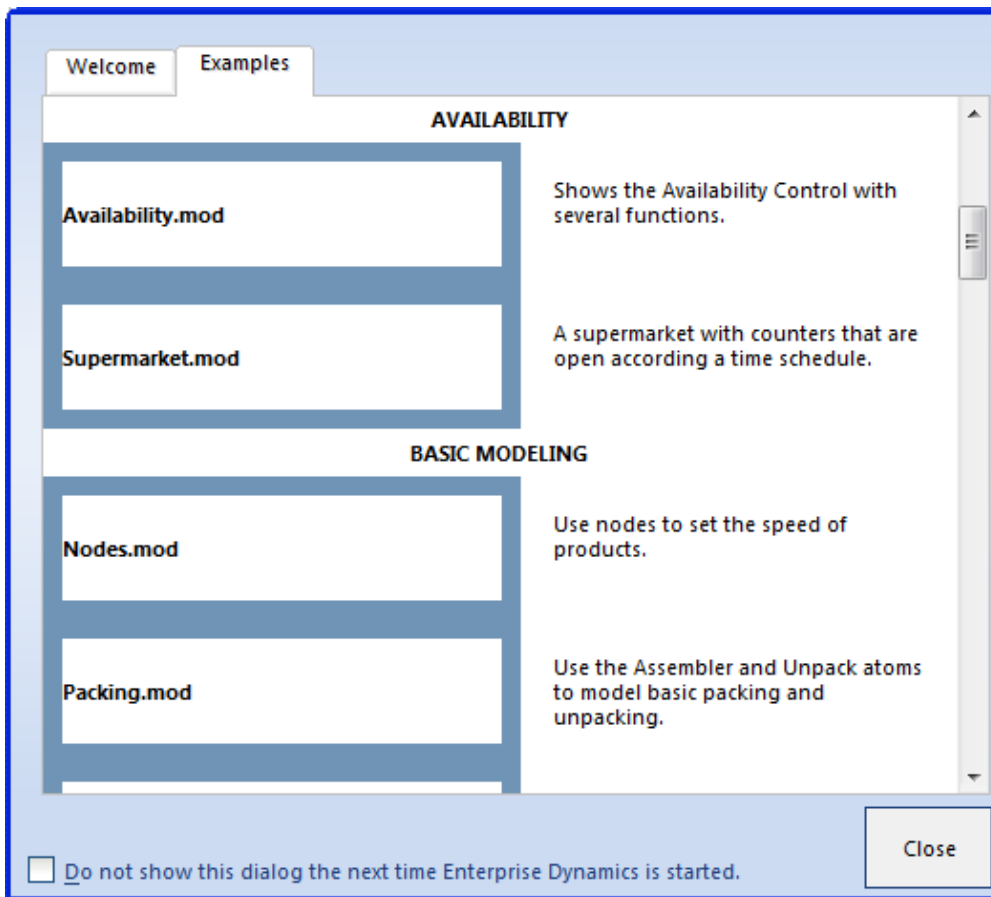 Welcome
Examples
AVAILABILITY
Availability.mod
Shows the Availability Control with
several functions.
Supermarket.mod
A supermarket with counters that are
open according a time schedule.
BASIC MODELING
Nodes.mod
Use nodes to set the speed of
products.
Packing.mod
Use the Assembler and Unpack atoms
to model basic packing and
unpacking.
Close
Do not show this dialog the next time Enterprise Dynamics is started.